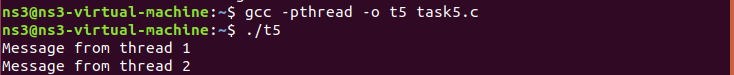 ns3@ns3-virtual-machine:~$ gcc -pthread -o t5 task5.c
ns3@ns3-virtual-machine:~$ ./t5
Message from thread 1
Message from thread 2